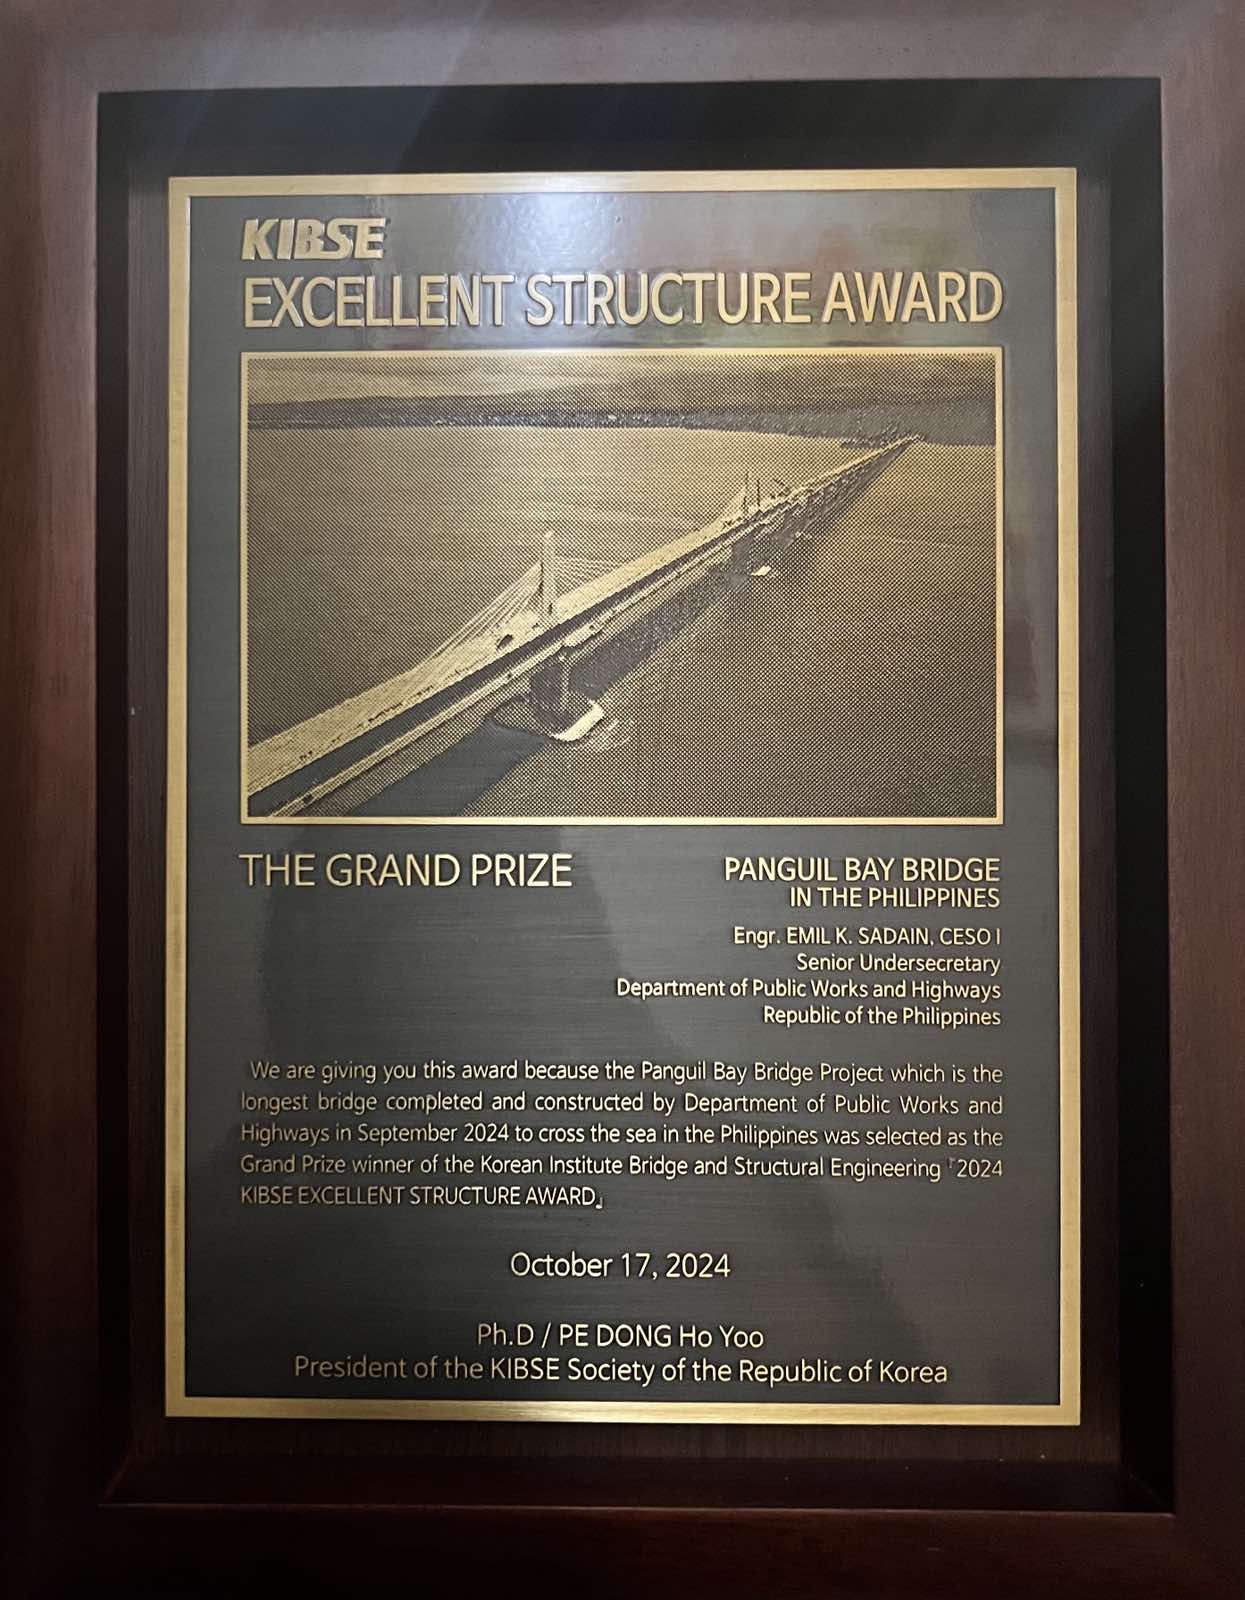 KIBSE
EXCELLENT STRUCTURE AWARD
THE GRAND PRIZE
PANGUIL BAY BRIDGE
IN THE PHILIPPINES
Engr. EMIL K. SADAIN, CESO I
Senior Undersecretary
Department of Public Works and Highways
Republic of the Philippines
We are giving you this award because the Panguil Bay Bridge Project which is the
longest bridge completed and constructed by Department of Public Works and
Highways in September 2024 to cross the sea in the Philippines was selected as the
Grand Prize winner of the Korean Institute Bridge and Structural Engineering 『2024
KIBSE EXCELLENT STRUCTURE AWARD』
October 17, 2024
Ph.D / PE DONG Ho Yoo
President of the KIBSE Society of the Republic of Korea